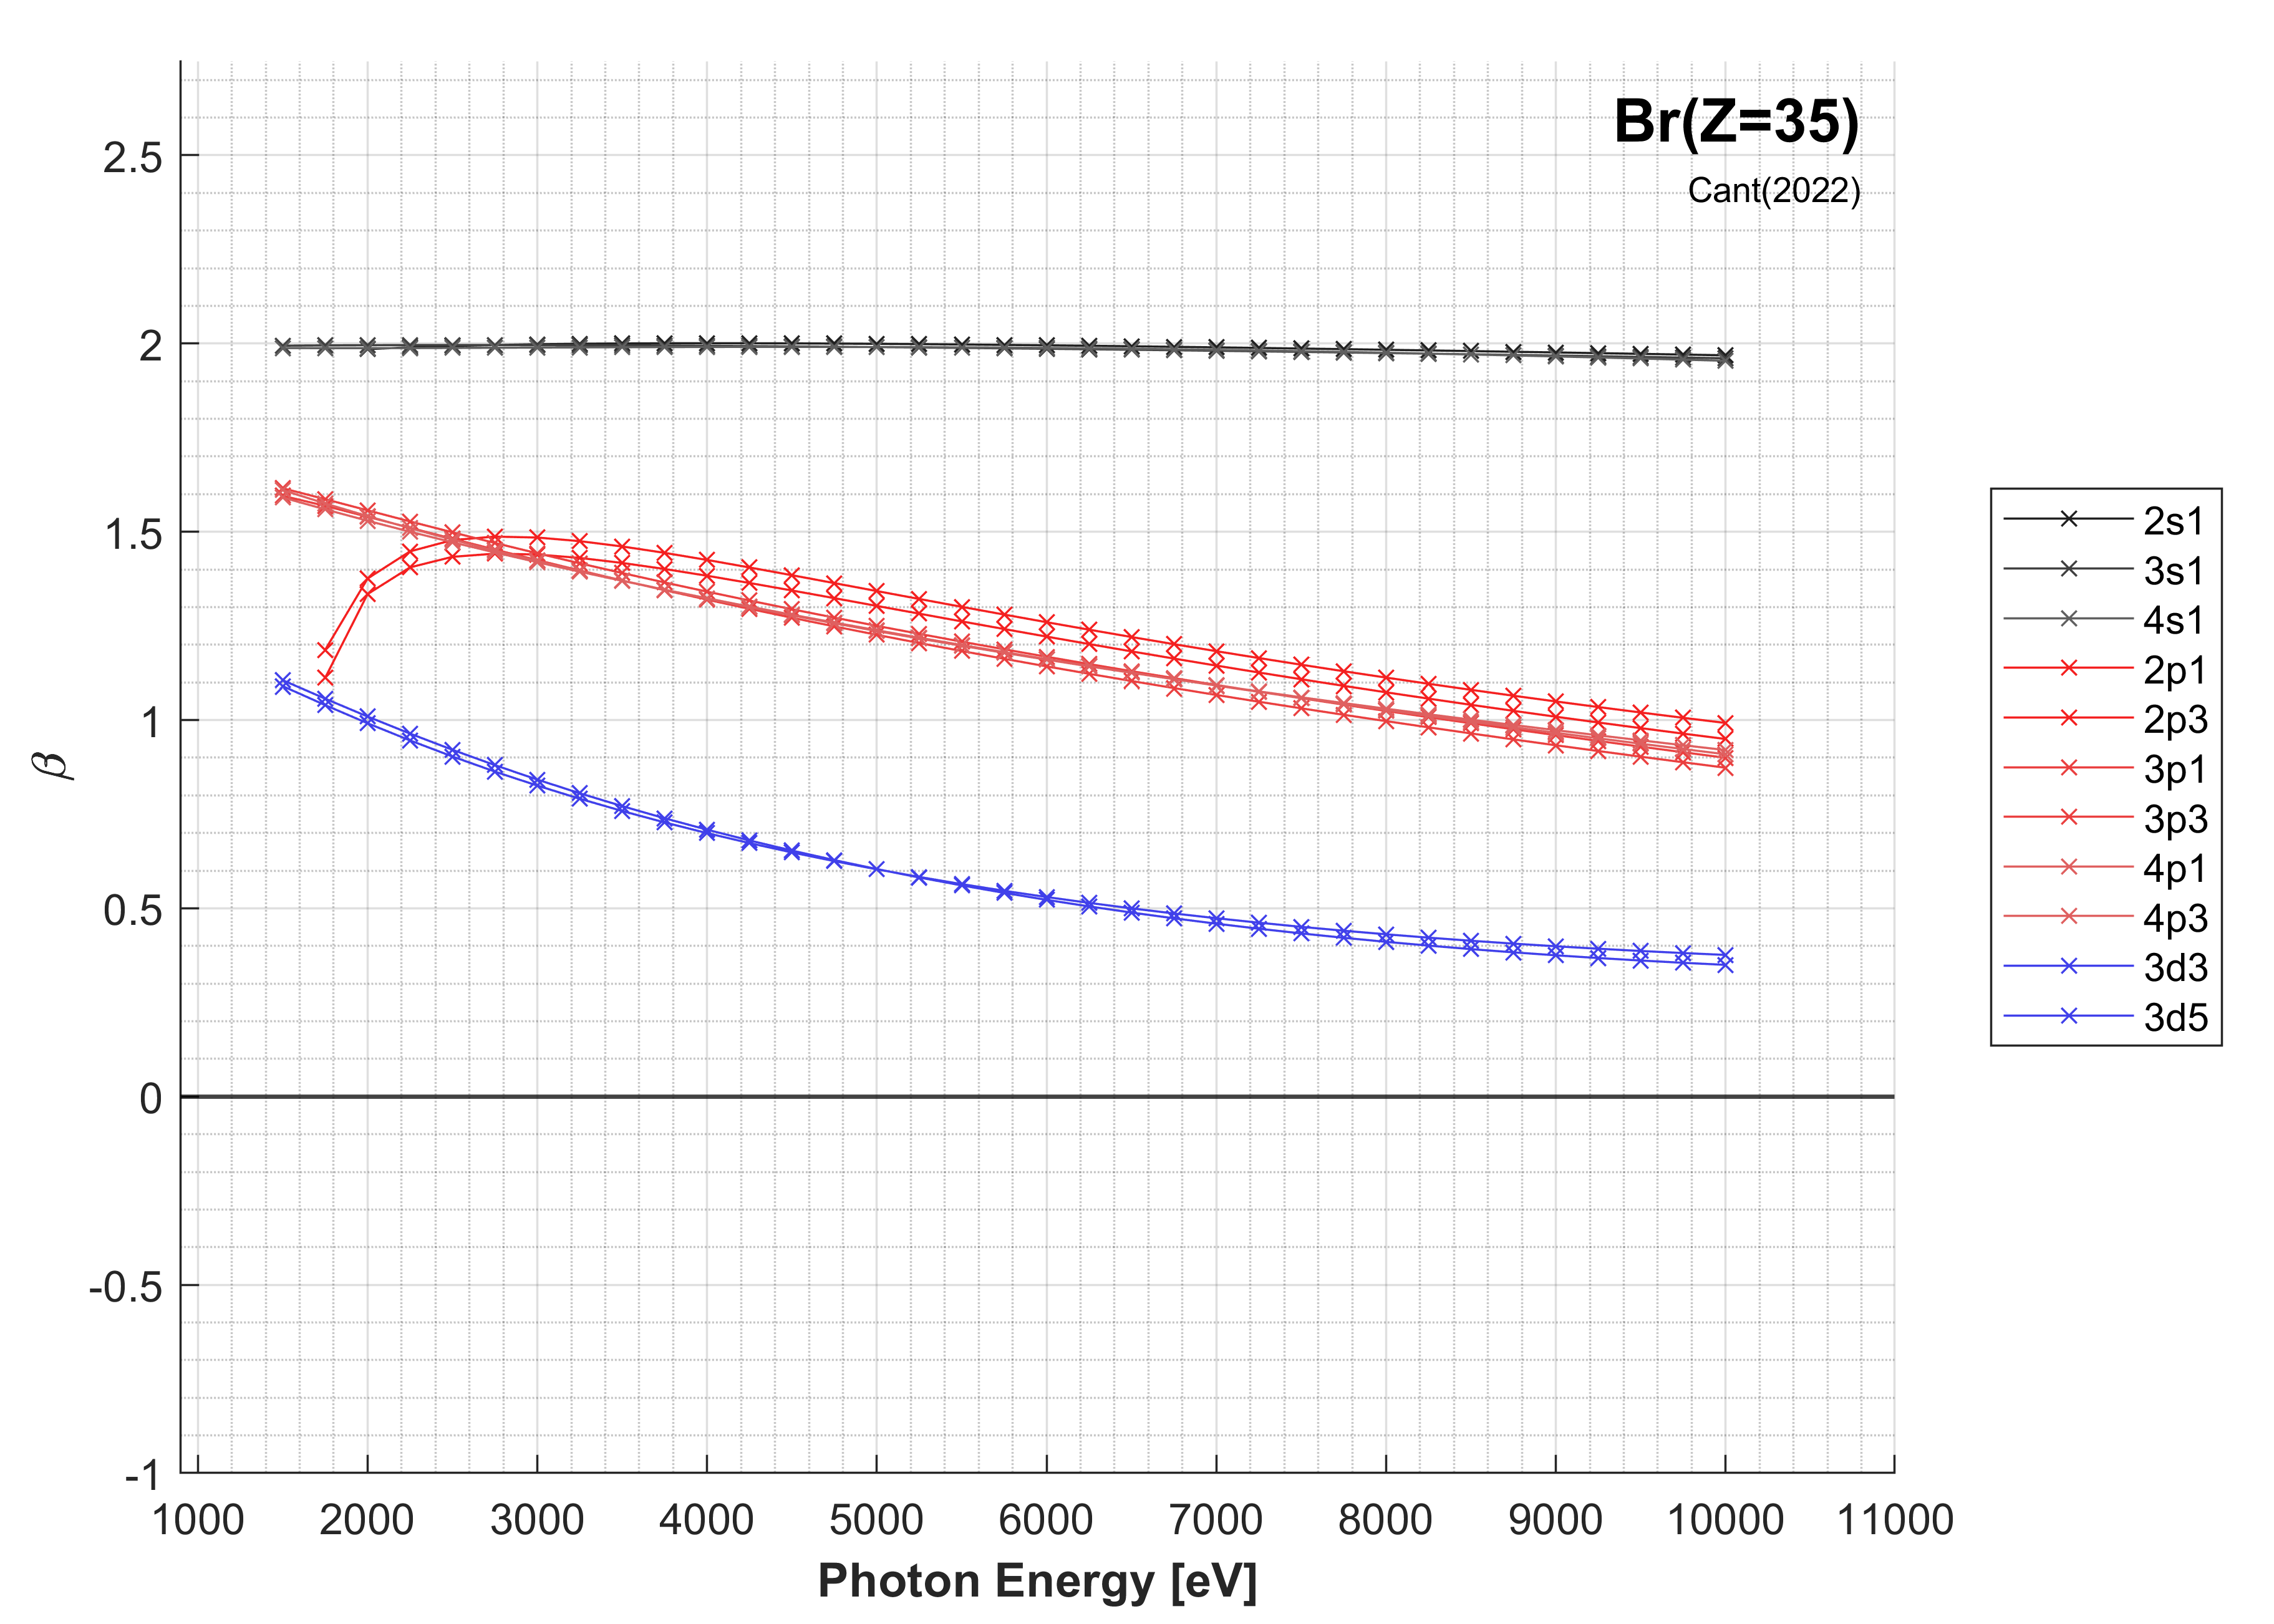 Br(Z=35)
Cant(2022)
2.5
2
1.5
1
0.5
0
-0.5
-1
β
1000 2000 3000 4000 5000 6000 7000 8000 9000 10000 11000
Photon Energy [eV]
2s1
3s1
4s1
2p1
2p3
3p1
3p3
4p1
4p3
3d3
3d5